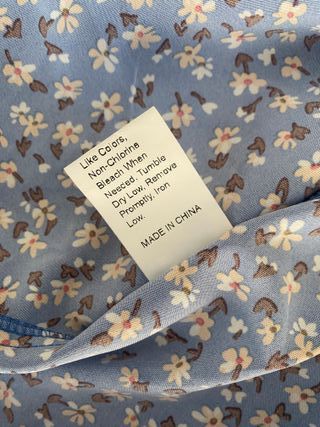 Like Colors,
Non-Chlorine
Bleach When
Needed, Tumble
Dry Low, Remove
Promptly, Iron
Low.
MADE IN CHINA